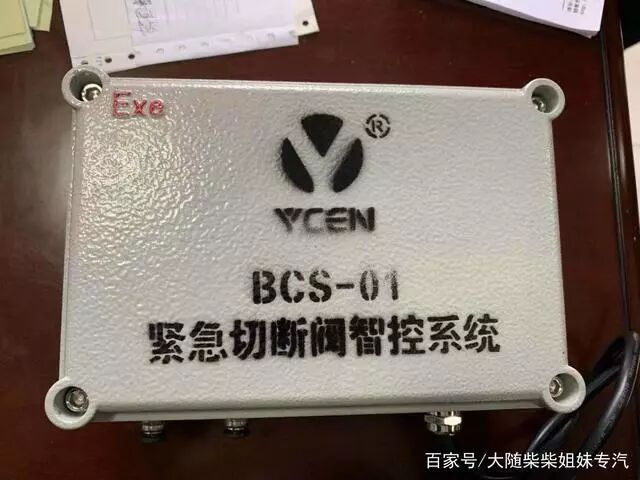 Exe
®
YCEN
BCS-01
紧急切断阀智控系统
百家号/大随柴柴姐妹专汽